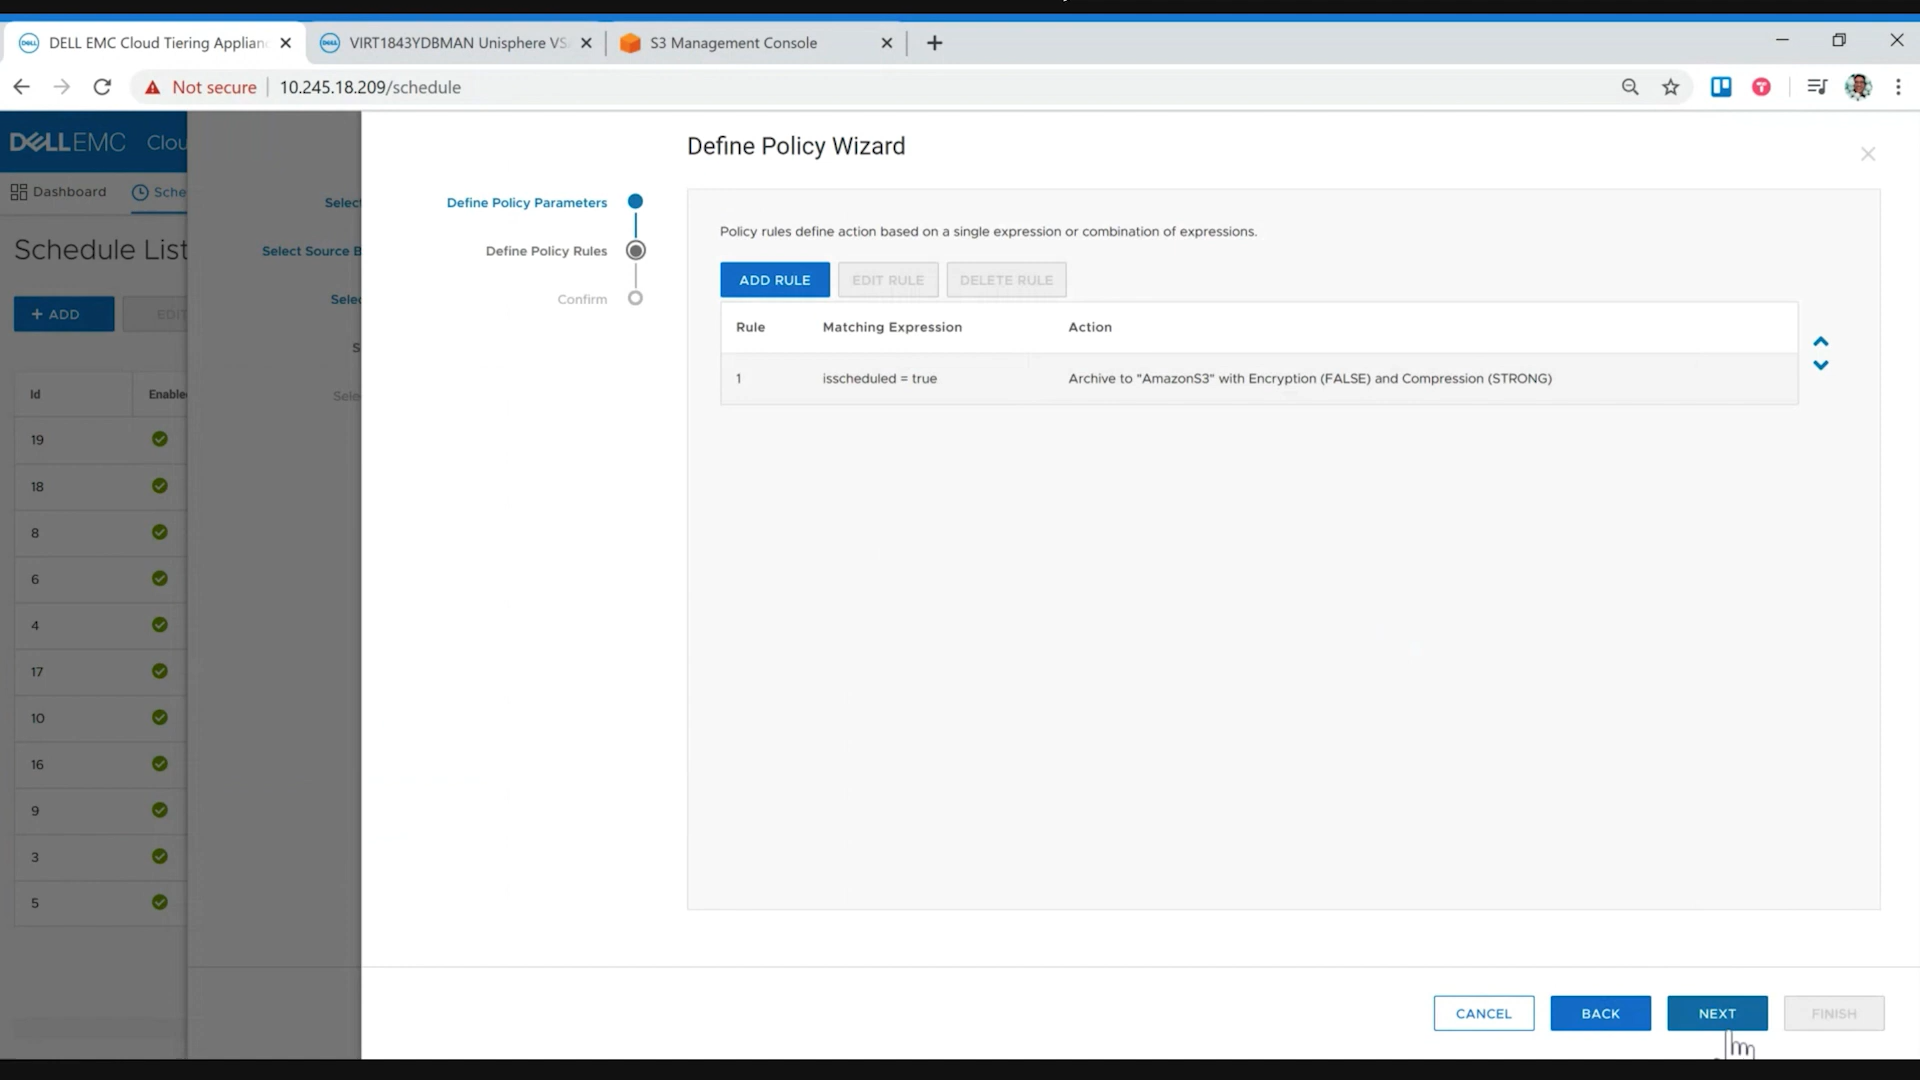 DELL EMC Cloud Tiering Applian
VIRT1843YDBMAN Unisphere VS
S3 Management Console
Not secure
10.245.18.209/schedule
DELLEMC Clou
Dashboard
Sche
Schedule List
+ ADD
EDIT
Id
Enable
19
18
8
6
4
17
10
16
9
3
5
Select
Select Source B
Selec
S
Sele
Define Policy Wizard
Define Policy Parameters
Define Policy Rules
Confirm
Policy rules define action based on a single expression or combination of expressions.
ADD RULE
EDIT RULE
DELETE RULE
Rule
Matching Expression
Action
1
isscheduled = true
Archive to "AmazonS3" with Encryption (FALSE) and Compression (STRONG)
CANCEL
BACK
NEXT
FINISH